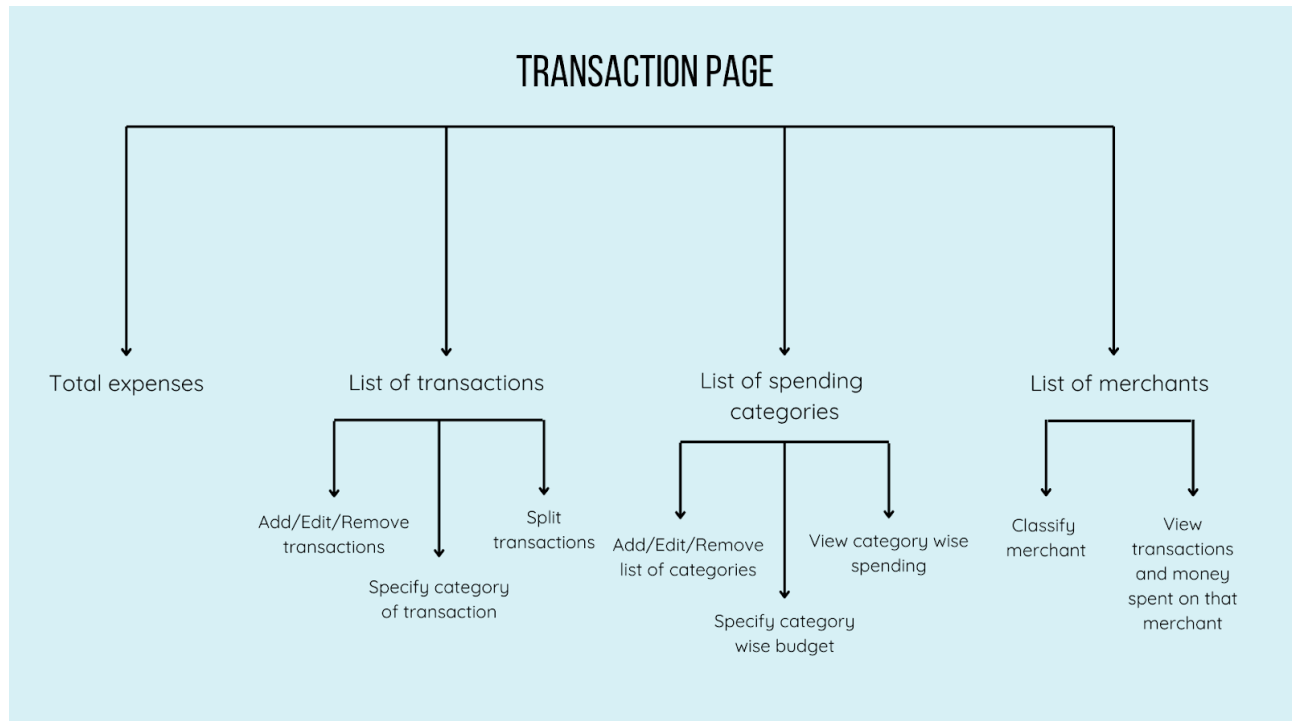 TRANSACTION PAGE
Total expenses
List of transactions
List of spending
categories
List of merchants
Add/Edit/Remove
transactions
Specify category
of transaction
Split
transactions
Add/Edit/Remove
list of categories
Specify category
wise budget
View category wise
spending
Classify
merchant
View
transactions
and money
spent on that
merchant